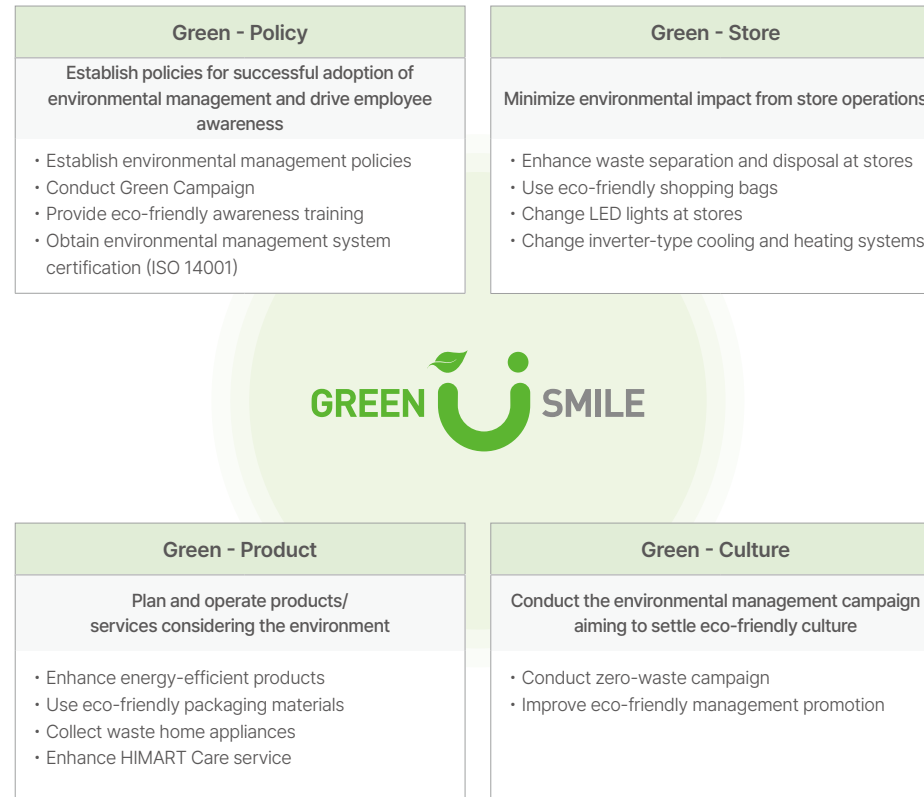 Green - Policy
Establish policies for successful adoption of
environmental management and drive employee
awareness
• Establish environmental management policies
• Conduct Green Campaign
• Provide eco-friendly awareness training
• Obtain environmental management system
certification (ISO 14001)
Green - Store
Minimize environmental impact from store operations
• Enhance waste separation and disposal at stores
• Use eco-friendly shopping bags
• Change LED lights at stores
• Change inverter-type cooling and heating systems
GREEN SMILE
Green - Product
Plan and operate products/
services considering the environment
• Enhance energy-efficient products
• Use eco-friendly packaging materials
• Collect waste home appliances
• Enhance HIMART Care service
Green - Culture
Conduct the environmental management campaign
aiming to settle eco-friendly culture
• Conduct zero-waste campaign
• Improve eco-friendly management promotion